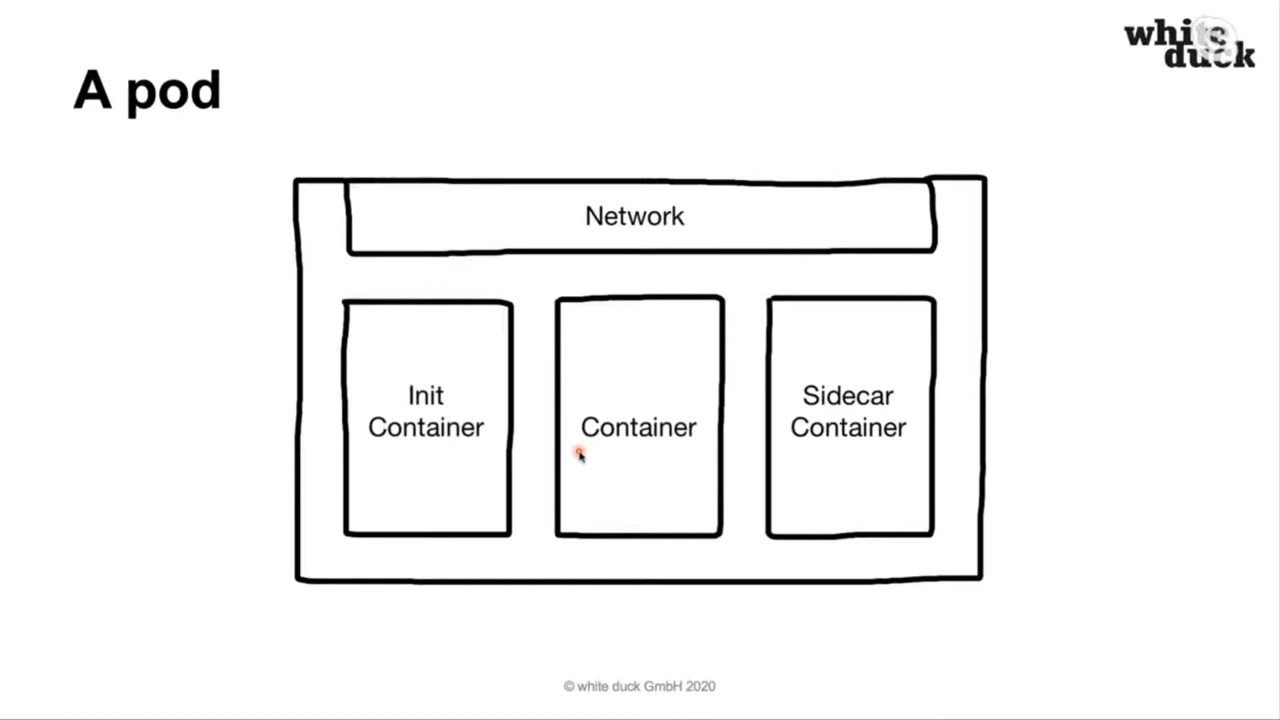 white
duck
A pod
Network
Init
Container
Container
Sidecar
Container
© white duck GmbH 2020